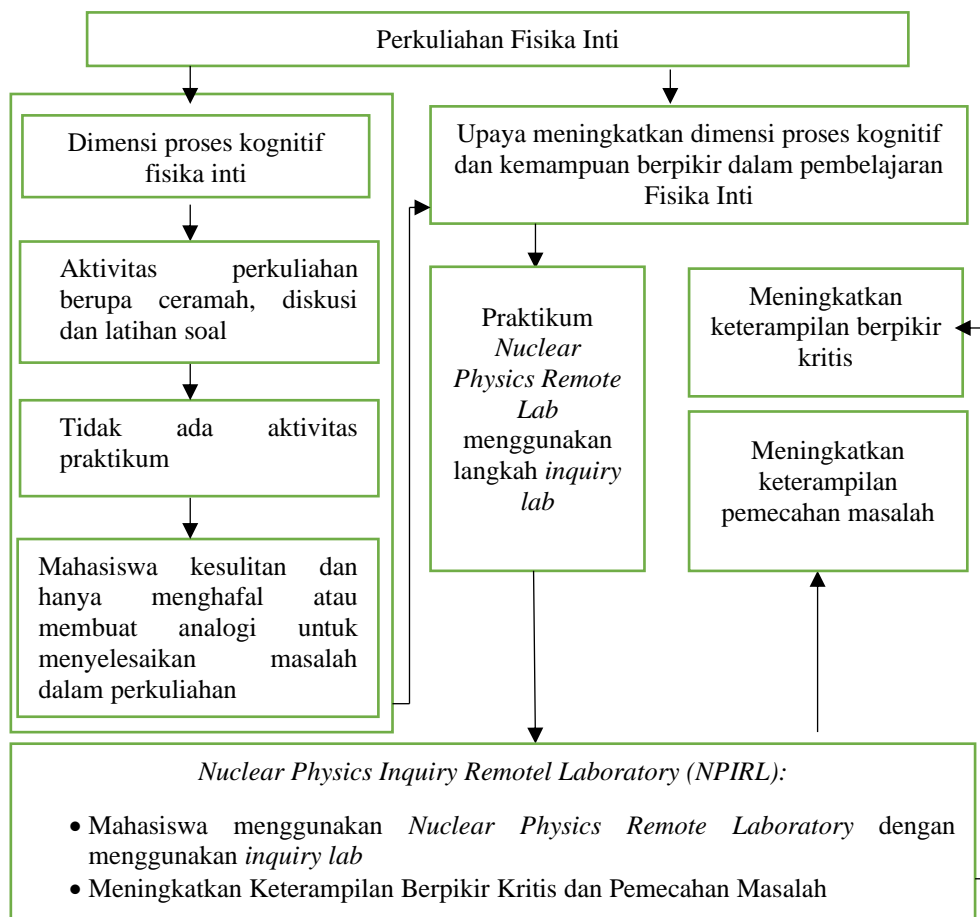 Perkuliahan Fisika Inti
Dimensi proses kognitif
fisika inti
Aktivitas perkuliahan
berupa ceramah, diskusi
dan latihan soal
Tidak ada aktivitas
praktikum
Mahasiswa kesulitan dan
hanya menghafal atau
membuat analogi untuk
menyelesaikan masalah
dalam perkuliahan
Upaya meningkatkan dimensi proses kognitif
dan kemampuan berpikir dalam pembelajaran
Fisika Inti
Praktikum
Nuclear
Physics Remote
Lab
menggunakan
langkah inquiry
lab
Meningkatkan
keterampilan berpikir
kritis
Meningkatkan
keterampilan
pemecahan masalah
Nuclear Physics Inquiry Remotel Laboratory (NPIRL):
• Mahasiswa menggunakan Nuclear Physics Remote Laboratory dengan
menggunakan inquiry lab
• Meningkatkan Keterampilan Berpikir Kritis dan Pemecahan Masalah